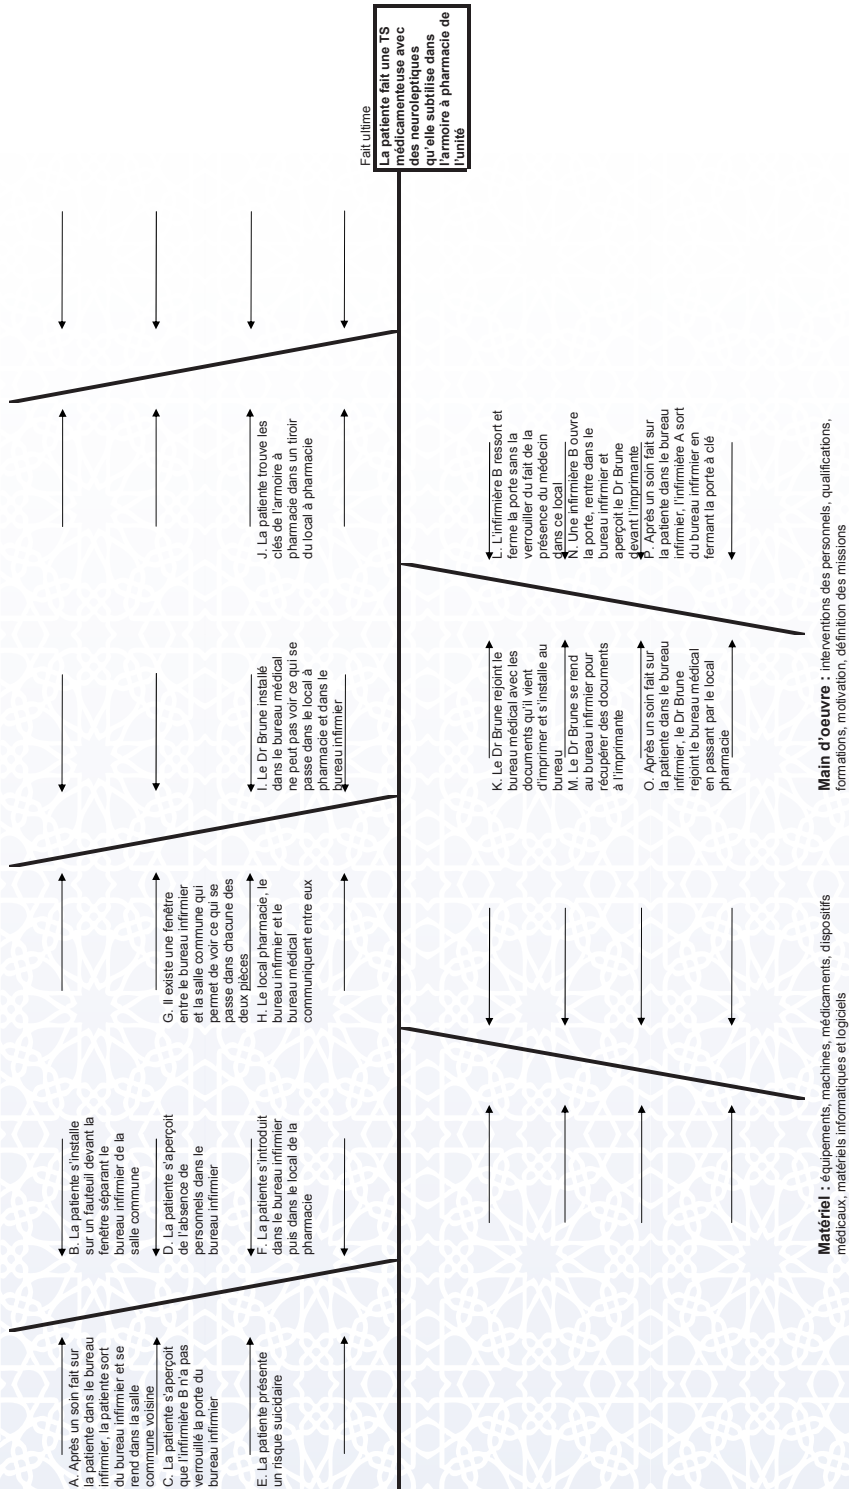 Fait ultime
La patiente fait une TS
médicamenteuse avec
des neuroleptiques
qu'elle subtilise dans
l'armoire à pharmacie de
l'unité
A. Après un soin fait sur
la patiente dans le bureau
infirmier, la patiente sort
du bureau infirmier et se
rend dans la salle
commune voisine
C. La patiente s'aperçoit
que l'infirmière B n'a pas
verrouillé la porte du
bureau infirmier
E. La patiente présente
un risque suicidaire
B. La patiente s'installe
sur un fauteuil devant la
fenêtre séparant le
bureau infirmier de la
salle commune
D. La patiente s'aperçoit
de l'absence de
personnels dans le
bureau infirmier
F. La patiente s'introduit
dans le bureau infirmier
puis dans le local de la
pharmacie
G. Il existe une fenêtre
entre le bureau infirmier
et la salle commune qui
permet de voir ce qui se
passe dans chacune des
deux pièces
H. Le local pharmacie, le
bureau infirmier et le
bureau médical
communiquent entre eux
I. Le Dr Brune installé
dans le bureau médical
ne peut pas voir ce qui se
passe dans le local à
pharmacie et dans le
bureau infirmier
J. La patiente trouve les
clés de l'armoire à
pharmacie dans un tiroir
du local à pharmacie
K. Le Dr Brune rejoint le
bureau médical avec les
documents qu'il vient
d'imprimer et s'installe au
bureau
M. Le Dr Brune se rend
au bureau infirmier pour
récupérer des documents
à l'imprimante
O. Après un soin fait sur
la patiente dans le bureau
infirmier, le Dr Brune
rejoint le bureau médical
en passant par le local
pharmacie
L. L'infirmière B ressort et
ferme la porte sans la
verrouiller du fait de la
présence du médecin
dans ce local
N. Une infirmière B ouvre
la porte, rentre dans le
bureau infirmier et
aperçoit le Dr Brune
devant l'imprimante
P. Après un soin fait sur
la patiente dans le bureau
infirmier, l'infirmière A sort
du bureau infirmier en
fermant la porte à clé
Matériel : équipements, machines, médicaments, dispositifs
médicaux, matériels informatiques et logiciels
Main d'oeuvre : interventions des personnels, qualifications,
formations, motivation, définition des missions